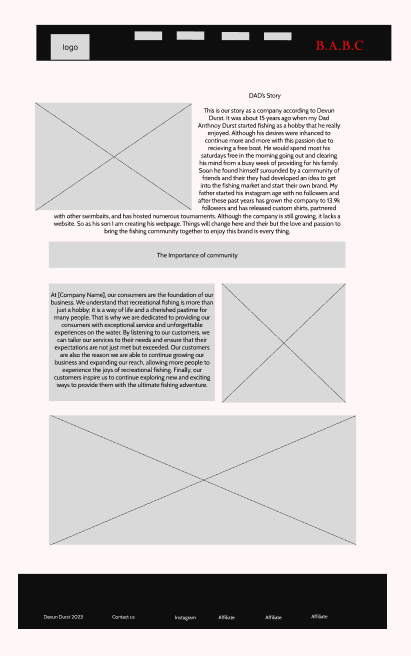 logo
B.A.B.C
DAD's Story
This is our story as a company according to Devun
Durst. It was about 15 years ago when my Dad
Anthnoy Durst started fishing as a hobby that he really
enjoyed. Although his desires were inhanced to
continue more and more with this passion due to
recieving a free boat. He would spend most his
saturdays free in the morning going out and clearing
his mind from a busy week of providing for his family.
Soon he found himself surounded by a community of
friends and their they had developed an idea to get
into the fishing market and start their own brand. My
father started his instagram age with no followers and
after these past years has grown the company to 13.9k
followers and has released custom shirts, partnered
with other swimbaits, and has hosted numerous tournaments. Although the company is still growing, it lacks a
website. So as his son I am creating his webpage. Things will change here and their but the love and passion to
bring the fishing community together to enjoy this brand is every thing.
The Importance of community
At [Company Name], our consumers are the foundation of our
business. We understand that recreational fishing is more than
just a hobby; it is a way of life and a cherished pastime for
many people. That is why we are dedicated to providing our
consumers with exceptional service and unforgettable
experiences on the water. By listening to our customers, we
can tailor our services to their needs and ensure that their
expectations are not just met but exceeded. Our customers
are also the reason we are able to continue growing our
business and expanding our reach, allowing more people to
experience the joys of recreational fishing. Finally, our
customers inspire us to continue exploring new and exciting
ways to provide them with the ultimate fishing adventure.
Devun Durst 2023 Contact us Instagram Affiliate Affiliate Affiliate